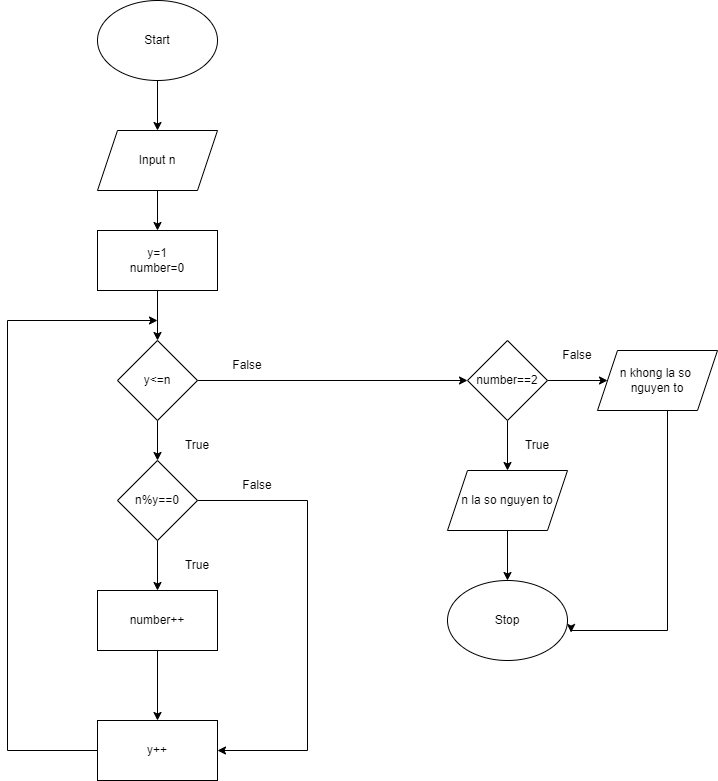 Start
Input n
y=1
number=0
y<=n
False
number==2
False
n khong la so
nguyen to
True
True
n%y==0
False
n la so nguyen to
True
number++
Stop
y++